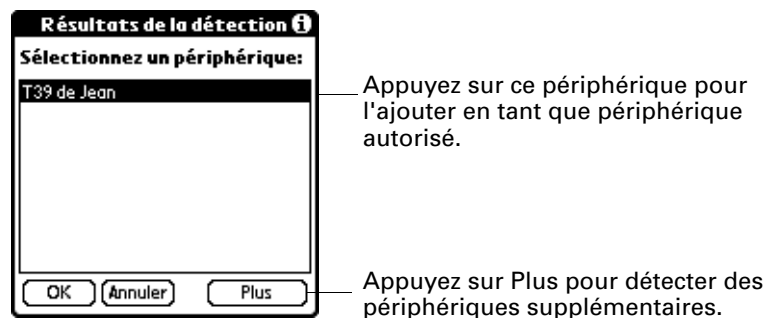 Résultats de la détection i
Sélectionnez un périphérique:
T39 de Jean
Appuyez sur ce périphérique pour
l'ajouter en tant que périphérique
autorisé.
OK Annuler Plus
Appuyez sur Plus pour détecter des
périphériques supplémentaires.